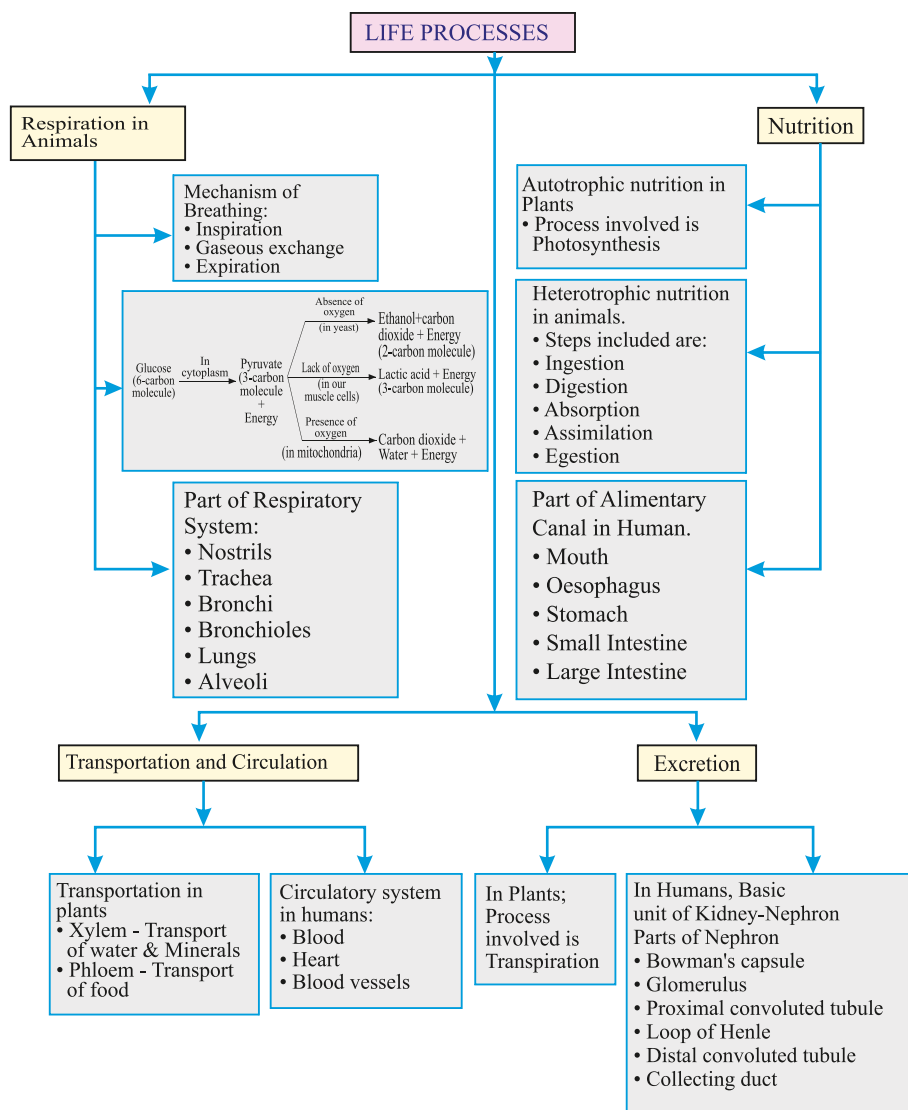 LIFE PROCESSES
Respiration in
Animals
Nutrition
Mechanism of
Breathing:
• Inspiration
• Gaseous exchange
• Expiration
Autotrophic nutrition in
Plants
• Process involved is
Photosynthesis
Glucose
(6-carbon
molecule)
In
cytoplasm
Pyruvate
(3-carbon
molecule
+
Energy
Absence of
oxygen
(in yeast)
Ethanol+carbon
dioxide + Energy
(2-carbon molecule)
Lack of oxygen
(in our
muscle cells)
Lactic acid + Energy
(3-carbon molecule)
Presence of
oxygen
(in mitochondria)
Carbon dioxide +
Water + Energy
Heterotrophic nutrition
in animals.
• Steps included are:
• Ingestion
• Digestion
• Absorption
• Assimilation
• Egestion
Part of Respiratory
System:
• Nostrils
• Trachea
• Bronchi
• Bronchioles
• Lungs
• Alveoli
Part of Alimentary
Canal in Human.
• Mouth
• Oesophagus
• Stomach
• Small Intestine
• Large Intestine
Transportation and Circulation
Excretion
Transportation in
plants
• Xylem - Transport
of water & Minerals
• Phloem - Transport
of food
Circulatory system
in humans:
• Blood
• Heart
• Blood vessels
In Plants;
Process
involved is
Transpiration
In Humans, Basic
unit of Kidney-Nephron
Parts of Nephron
• Bowman's capsule
• Glomerulus
• Proximal convoluted tubule
• Loop of Henle
• Distal convoluted tubule
• Collecting duct